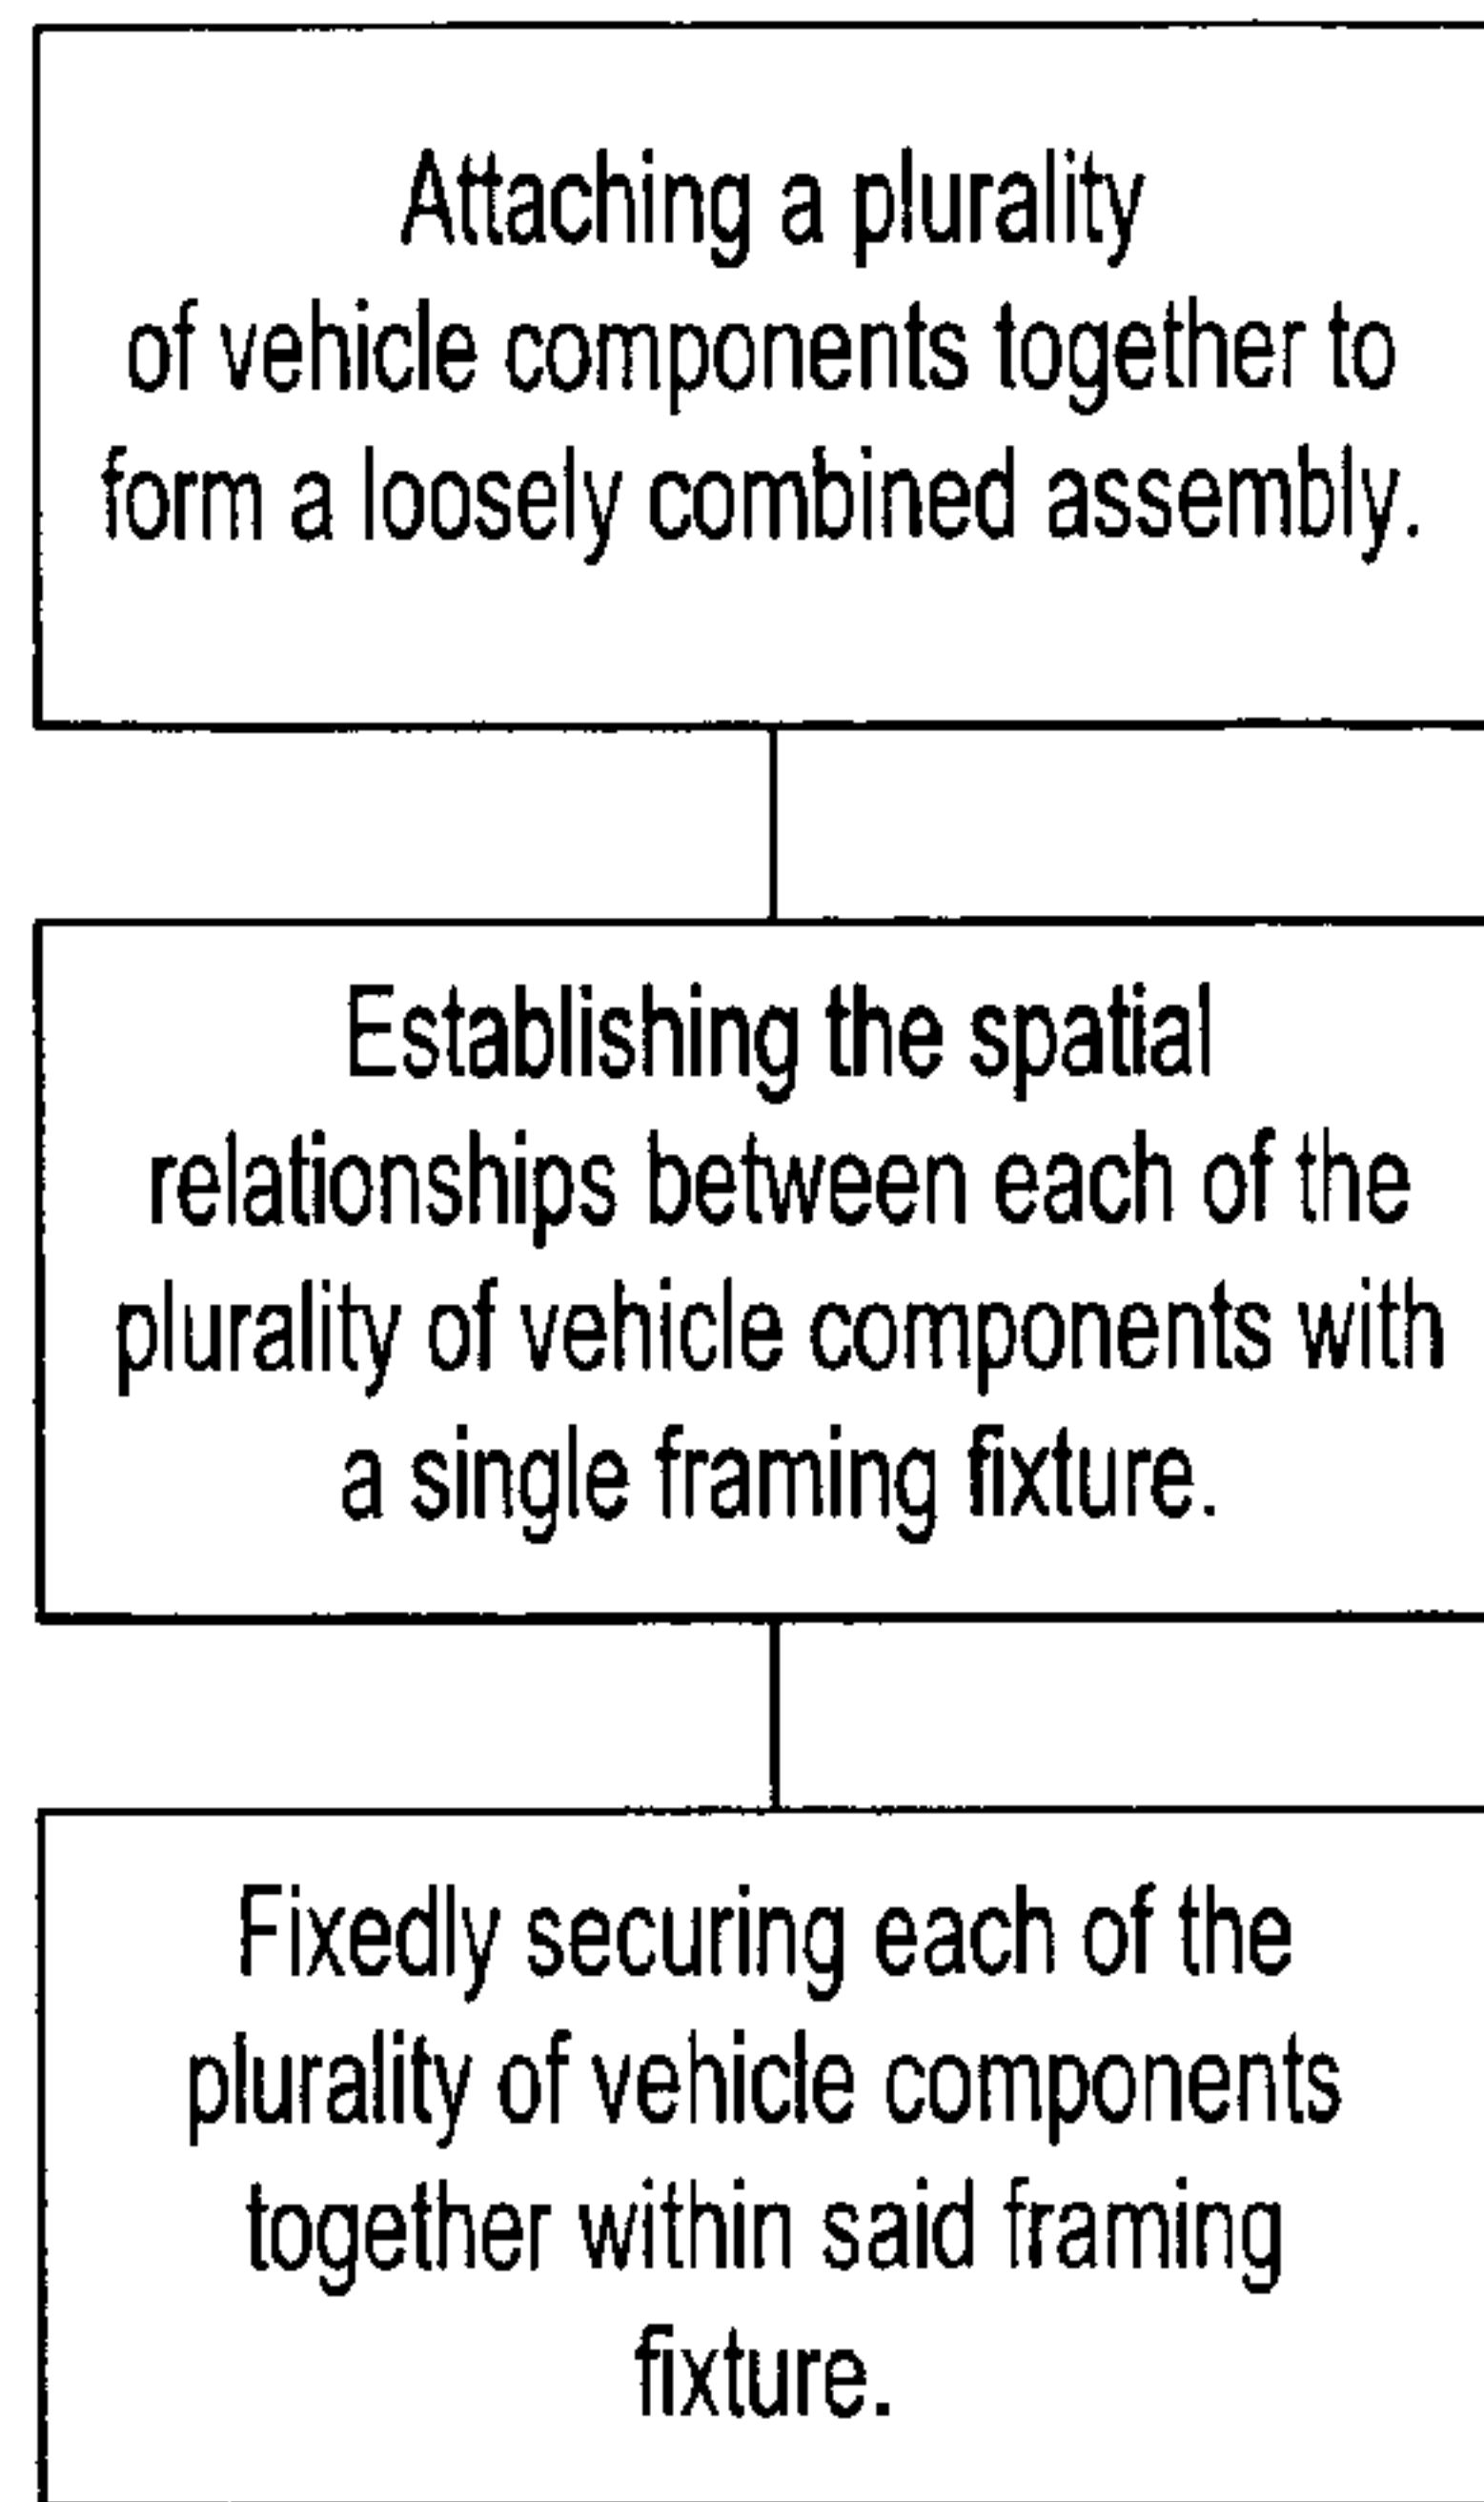 Attaching a plurality
of vehicle components together to
form a loosely combined assembly.
Establishing the spatial
relationships between each of the
plurality of vehicle components with
a single framing fixture.
Fixedly securing each of the
plurality of vehicle components
together within said framing
fixture.